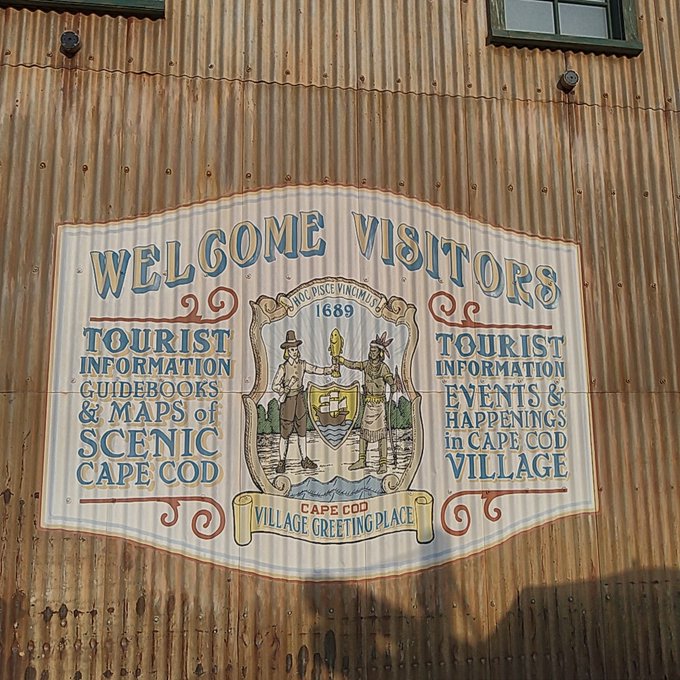 WELCOME VISITORS
HOC PISCE VINCIMUS
1689
TOURIST
INFORMATION
GUIDEBOOKS
& MAPS of
SCENIC
CAPE COD
TOURIST
INFORMATION
EVENTS &
HAPPENINGS
in CAPE COD
VILLAGE
CAPE COD
VILLAGE GREETING PLACE